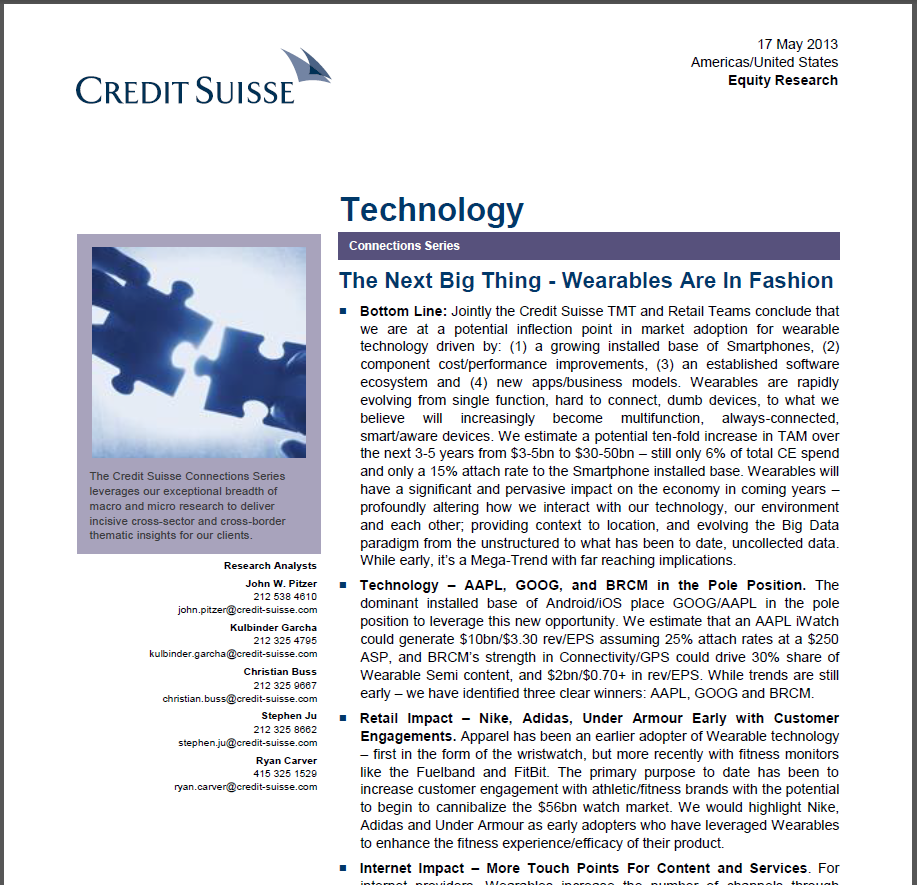 CREDIT SUISSE
17 May 2013
Americas/United States
Equity Research
Technology
Connections Series
The Next Big Thing - Wearables Are In Fashion
■ Bottom Line: Jointly the Credit Suisse TMT and Retail Teams conclude that
we are at a potential inflection point in market adoption for wearable
technology driven by: (1) a growing installed base of Smartphones, (2)
component cost/performance improvements, (3) an established software
ecosystem and (4) new apps/business models. Wearables are rapidly
evolving from single function, hard to connect, dumb devices, to what we
believe will increasingly become multifunction, always-connected,
smart/aware devices. We estimate a potential ten-fold increase in TAM over
the next 3-5 years from $3-5bn to $30-50bn – still only 6% of total CE spend
and only a 15% attach rate to the Smartphone installed base. Wearables will
have a significant and pervasive impact on the economy in coming years –
profoundly altering how we interact with our technology, our environment
and each other; providing context to location, and evolving the Big Data
paradigm from the unstructured to what has been to date, uncollected data.
While early, it's a Mega-Trend with far reaching implications.
■ Technology – AAPL, GOOG, and BRCM in the Pole Position. The
dominant installed base of Android/iOS place GOOG/AAPL in the pole
position to leverage this new opportunity. We estimate that an AAPL iWatch
could generate $10bn/$3.30 rev/EPS assuming 25% attach rates at a $250
ASP, and BRCM's strength in Connectivity/GPS could drive 30% share of
Wearable Semi content, and $2bn/$0.70+ in rev/EPS. While trends are still
early – we have identified three clear winners: AAPL, GOOG and BRCM.
■ Retail Impact – Nike, Adidas, Under Armour Early with Customer
Engagements. Apparel has been an earlier adopter of Wearable technology
– first in the form of the wristwatch, but more recently with fitness monitors
like the Fuelband and FitBit. The primary purpose to date has been to
increase customer engagement with athletic/fitness brands with the potential
to begin to cannibalize the $56bn watch market. We would highlight Nike,
Adidas and Under Armour as early adopters who have leveraged Wearables
to enhance the fitness experience/efficacy of their product.
■ Internet Impact – More Touch Points For Content and Services. For
internet providers, Wearables increase the number of channels through
The Credit Suisse Connections Series
leverages our exceptional breadth of
macro and micro research to deliver
incisive cross-sector and cross-border
thematic insights for our clients.
Research Analysts
John W. Pitzer
212 538 4610
john.pitzer@credit-suisse.com
Kulbinder Garcha
212 325 4795
kulbinder.garcha@credit-suisse.com
Christian Buss
212 325 9667
christian.buss@credit-suisse.com
Stephen Ju
212 325 8662
stephen.ju@credit-suisse.com
Ryan Carver
415 325 1529
ryan.carver@credit-suisse.com